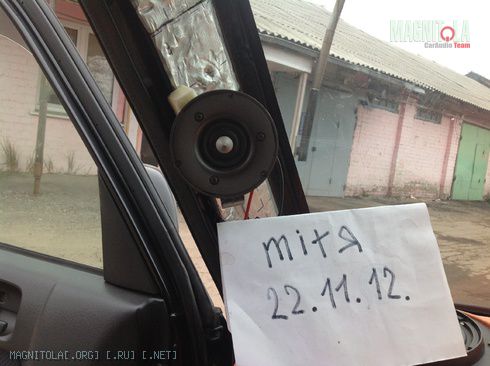 MAGNITOLA
CarAudio Team
mitя
22.11.12.
MAGNITOLA[.ORG] [.RU] [.NET]